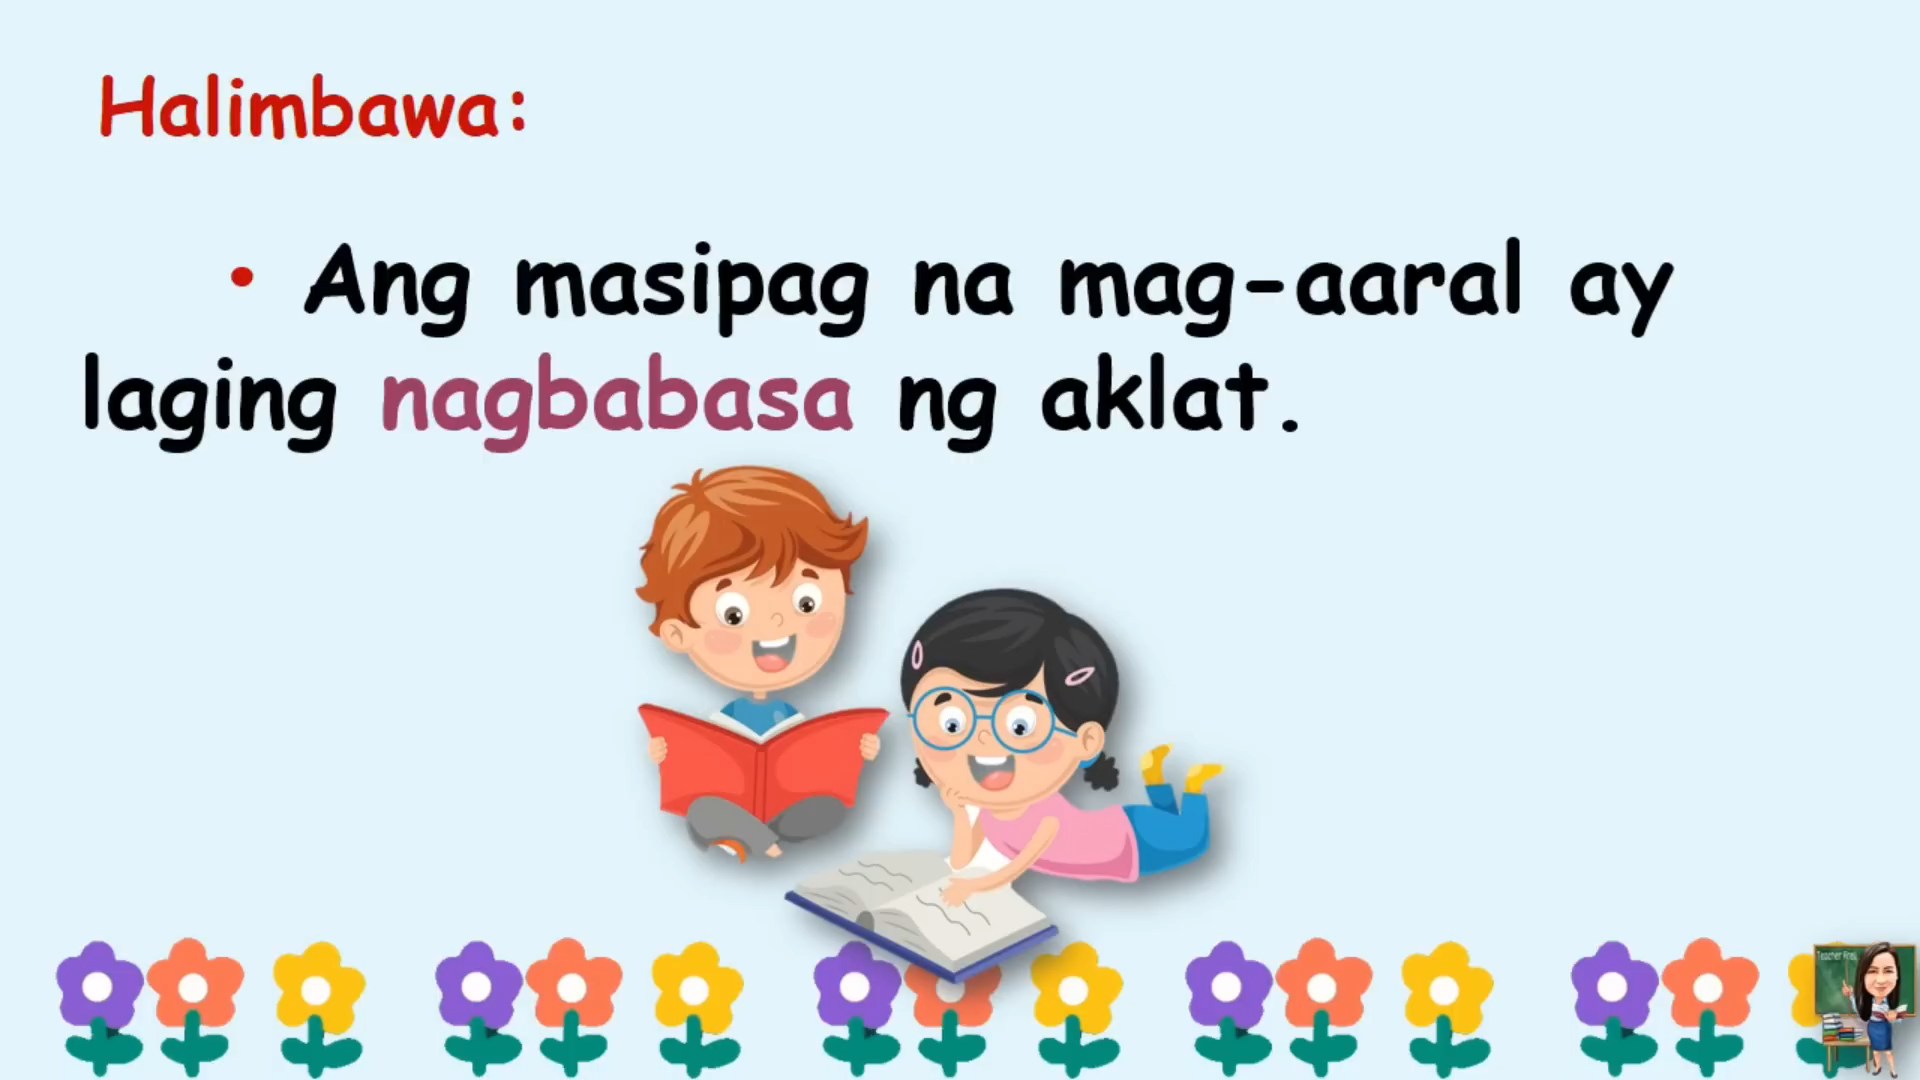 Halimbawa:
• Ang masipag na mag-aaral ay
laging nagbabasa ng aklat.